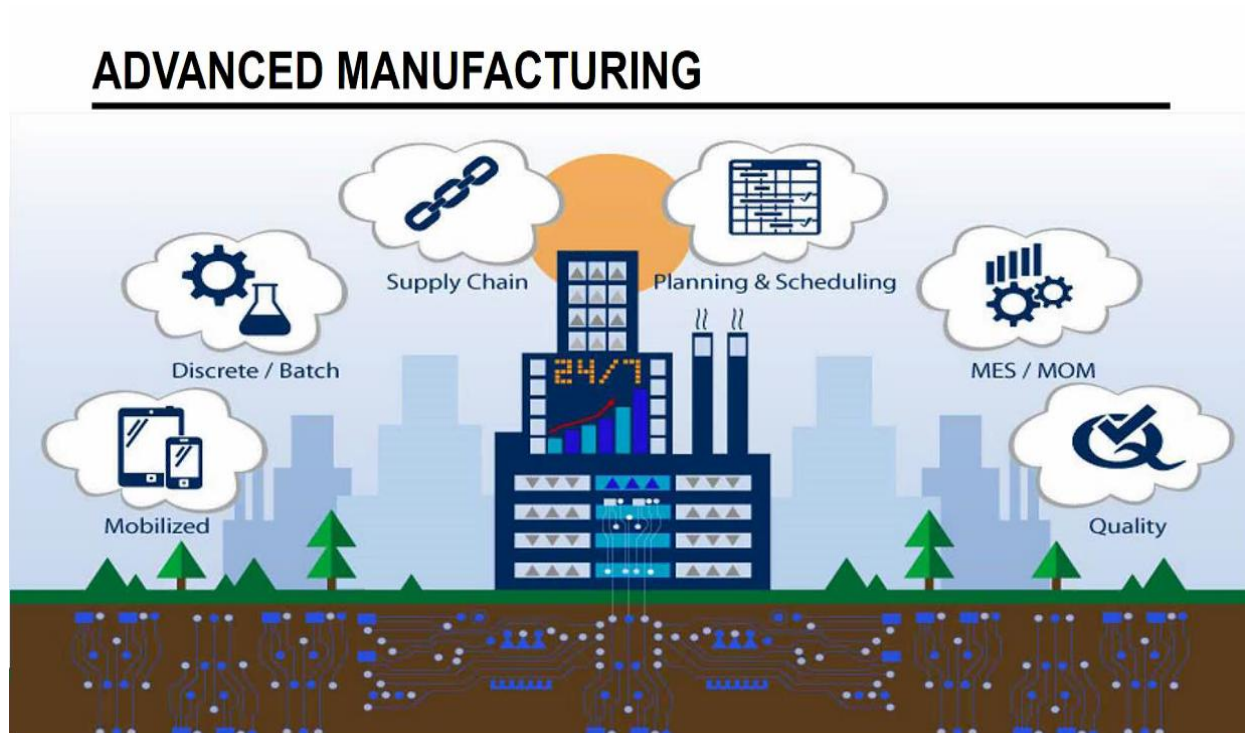 ADVANCED MANUFACTURING
Supply Chain
Planning & Scheduling
24/7
Discrete / Batch
MES / MOM
Mobilized
Quality